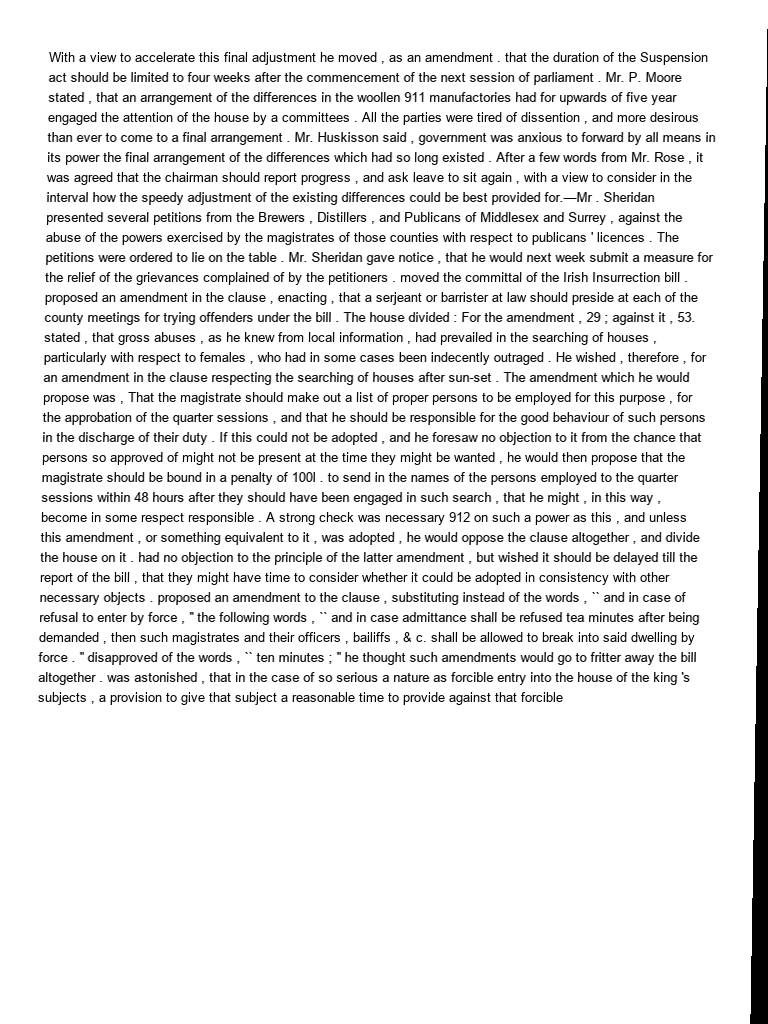 With a view to accelerate this final adjustment he moved , as an amendment . that the duration of the Suspension
act should be limited to four weeks after the commencement of the next session of parliament . Mr. P. Moore
stated , that an arrangement of the differences in the woollen 911 manufactories had for upwards of five year
engaged the attention of the house by a committees . All the parties were tired of dissention , and more desirous
than ever to come to a final arrangement . Mr. Huskisson said , government was anxious to forward by all means in
its power the final arrangement of the differences which had so long existed . After a few words from Mr. Rose , it
was agreed that the chairman should report progress , and ask leave to sit again , with a view to consider in the
interval how the speedy adjustment of the existing differences could be best provided for.—Mr . Sheridan
presented several petitions from the Brewers , Distillers , and Publicans of Middlesex and Surrey , against the
abuse of the powers exercised by the magistrates of those counties with respect to publicans ' licences . The
petitions were ordered to lie on the table . Mr. Sheridan gave notice , that he would next week submit a measure for
the relief of the grievances complained of by the petitioners . moved the committal of the Irish Insurrection bill .
proposed an amendment in the clause , enacting , that a serjeant or barrister at law should preside at each of the
county meetings for trying offenders under the bill . The house divided : For the amendment , 29 ; against it , 53.
stated , that gross abuses , as he knew from local information , had prevailed in the searching of houses ,
particularly with respect to females , who had in some cases been indecently outraged . He wished , therefore , for
an amendment in the clause respecting the searching of houses after sun-set . The amendment which he would
propose was , That the magistrate should make out a list of proper persons to be employed for this purpose , for
the approbation of the quarter sessions , and that he should be responsible for the good behaviour of such persons
in the discharge of their duty . If this could not be adopted , and he foresaw no objection to it from the chance that
persons so approved of might not be present at the time they might be wanted , he would then propose that the
magistrate should be bound in a penalty of 100l . to send in the names of the persons employed to the quarter
sessions within 48 hours after they should have been engaged in such search , that he might , in this way ,
become in some respect responsible . A strong check was necessary 912 on such a power as this , and unless
this amendment , or something equivalent to it , was adopted , he would oppose the clause altogether , and divide
the house on it . had no objection to the principle of the latter amendment , but wished it should be delayed till the
report of the bill , that they might have time to consider whether it could be adopted in consistency with other
necessary objects . proposed an amendment to the clause , substituting instead of the words , `` and in case of
refusal to enter by force , " the following words , `` and in case admittance shall be refused tea minutes after being
demanded , then such magistrates and their officers , bailiffs , & c. shall be allowed to break into said dwelling by
force . " disapproved of the words , `` ten minutes ; " he thought such amendments would go to fritter away the bill
altogether . was astonished , that in the case of so serious a nature as forcible entry into the house of the king 's
subjects , a provision to give that subject a reasonable time to provide against that forcible